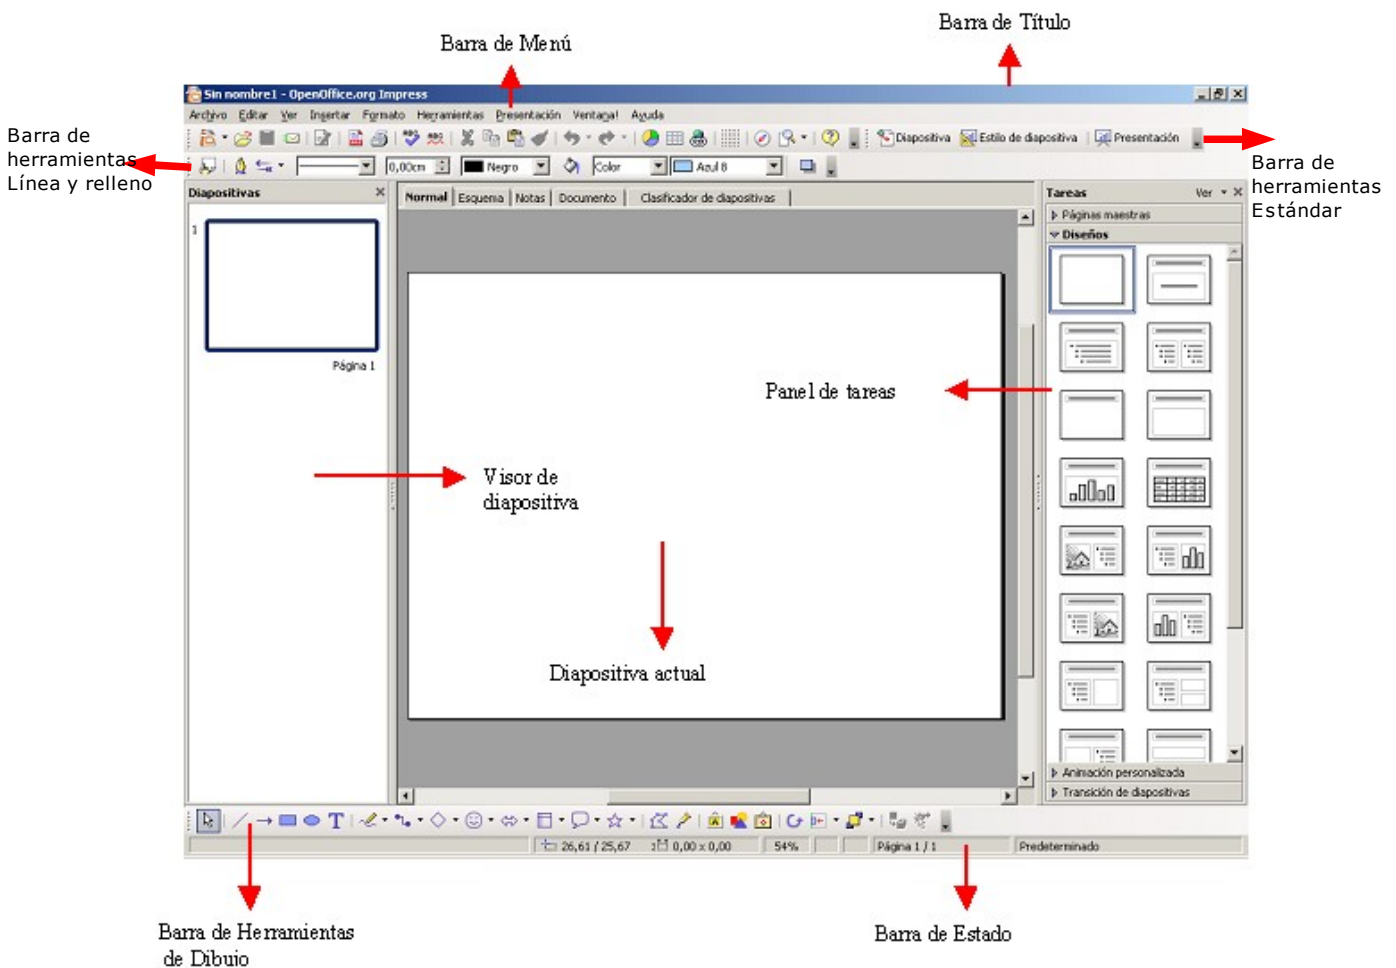 Barra de Título
Barra de Menú
Sin nombre1 - OpenOffice.org Impress
Archivo Editar Ver Insertar Formato Herramientas Presentación Ventana! Ayuda
Diapositiva Estilo de diapositiva Presentación
Barra de
herramientas
Línea y relleno
0,00cm Negro Color Azul 8
Barra de
herramientas
Estándar
Diapositivas
Normal Esquema Notas Documento Clasificador de diapositivas
Tareas Ver
Páginas maestras
Diseños
1
Página 1
Panel de tareas
Visor de
diapositiva
Diapositiva actual
Animación personalizada
Transición de diapositivas
26,61 / 25,67 0,00 x 0,00 54% Página 1 / 1 Predeterminado
Barra de Herramientas
de Dibujo
Barra de Estado